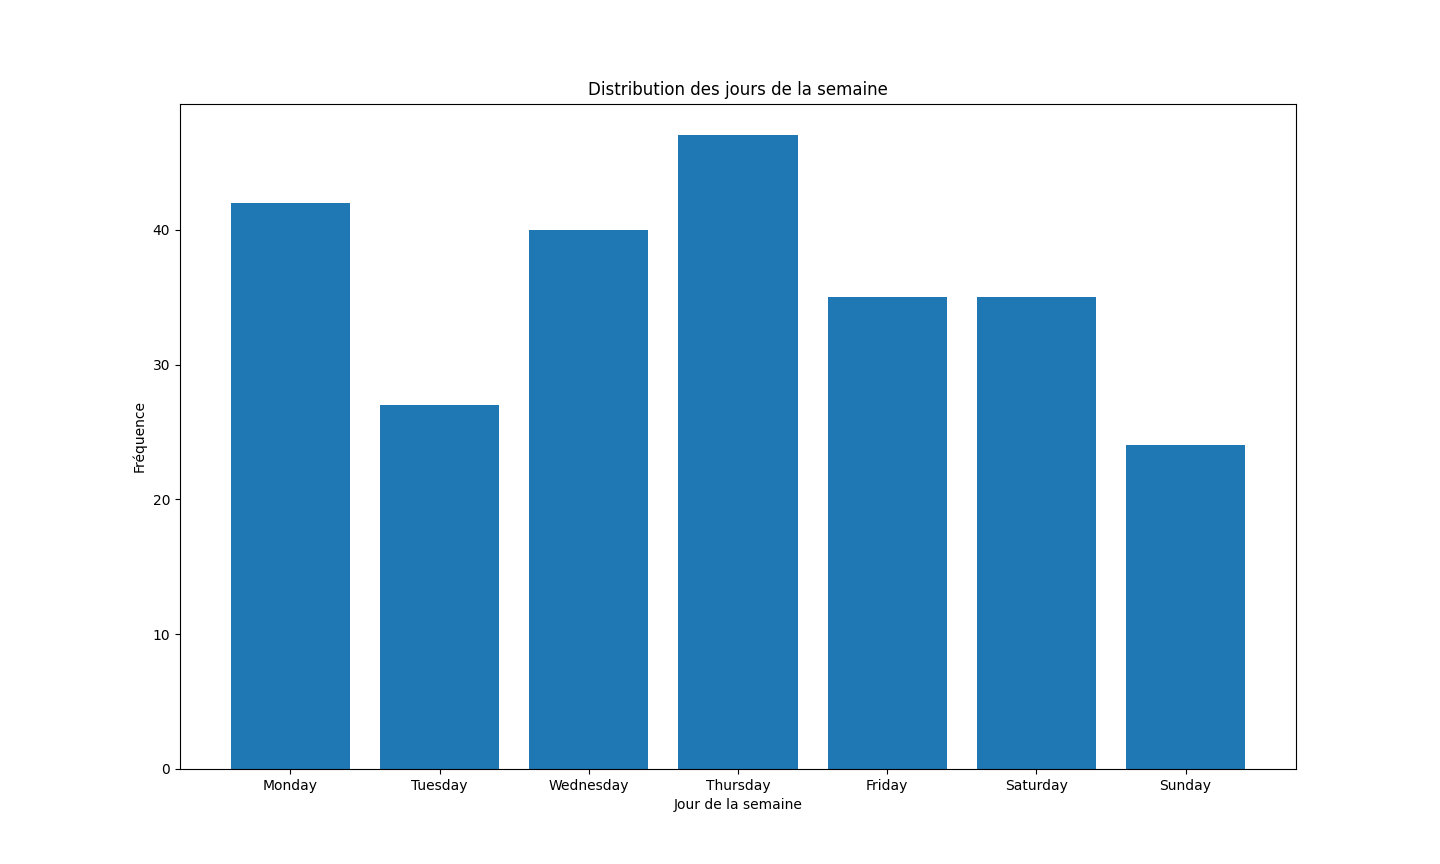 Distribution des jours de la semaine
Fréquence
40
30
20
10
0
Monday Tuesday Wednesday Thursday Friday Saturday Sunday
Jour de la semaine